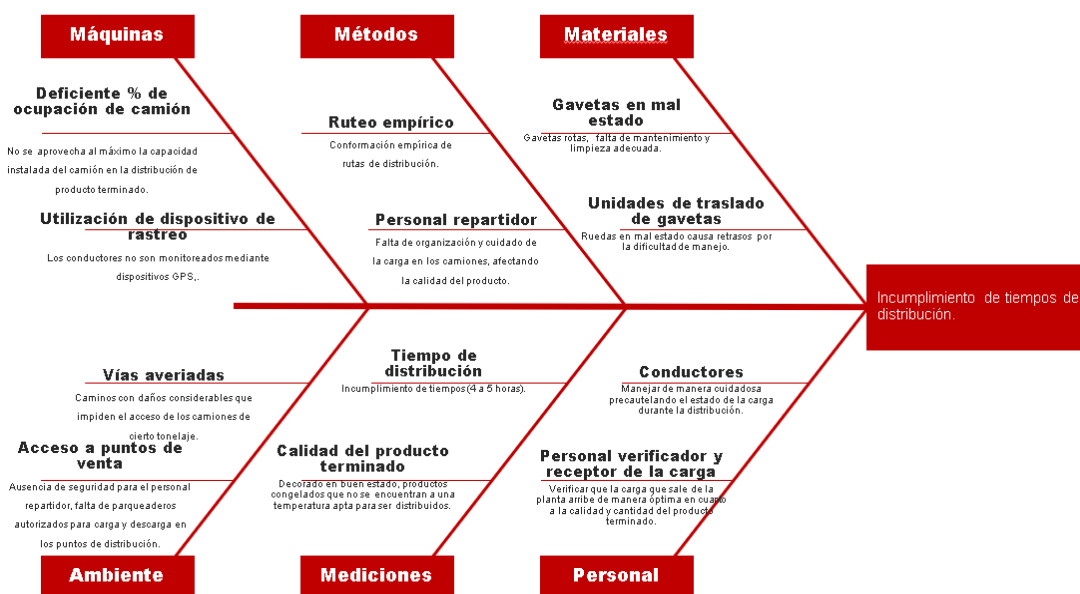 Máquinas
Métodos
Materiales
Deficiente % de
ocupación de camión
No se aprovecha al máximo la capacidad
instalada del camión en la distribución de
producto terminado.
Utilización de dispositivo de
rastreo
Los conductores no son monitoreados mediante
dispositivos GPS,.
Ruteo empírico
Conformación empírica de
rutas de distribución.
Personal repartidor
Falta de organización y cuidado de
la carga en los camiones, afectando
la calidad del producto.
Gavetas en mal
estado
Gavetas rotas, falta de mantenimiento y
limpieza adecuada.
Unidades de traslado
de gavetas
Ruedas en mal estado causa retrasos por
la dificultad de manejo.
Incumplimiento de tiempos de
distribución.
Vías averiadas
Caminos con daños considerables que
impiden el acceso de los camiones de
cierto tonelaje.
Acceso a puntos de
venta
Ausencia de seguridad para el personal
repartidor, falta de parqueaderos
autorizados para carga y descarga en
los puntos de distribución.
Tiempo de
distribución
Incumplimiento de tiempos (4 a 5 horas).
Calidad del producto
terminado
Decorado en buen estado, productos
congelados que no se encuentran a una
temperatura apta para ser distribuidos.
Conductores
Manejar de manera cuidadosa
precautelando el estado de la carga
durante la distribución.
Personal verificador y
receptor de la carga
Verificar que la carga que sale de la
planta arribe de manera óptima en cuanto
a la calidad y cantidad del producto
terminado.
Ambiente
Mediciones
Personal